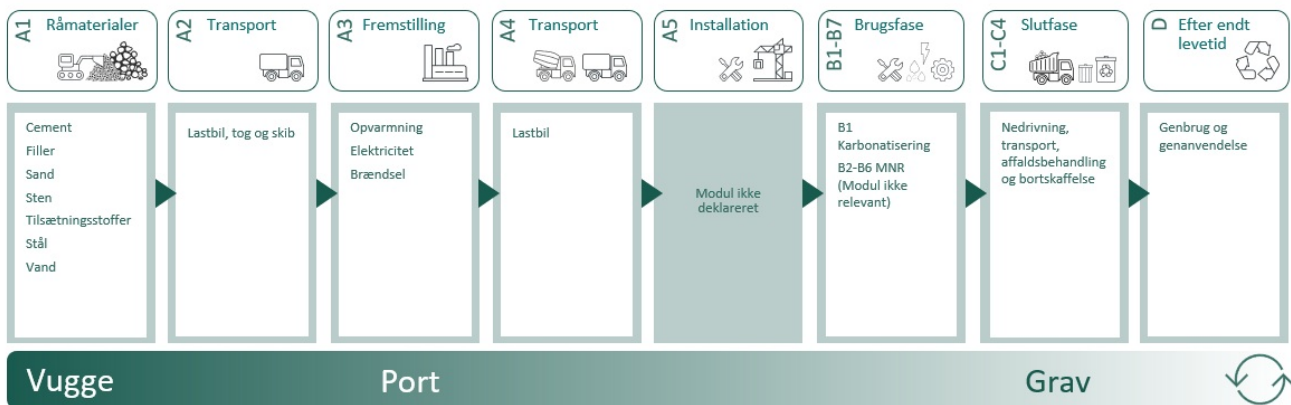 A1 Råmaterialer
A2 Transport
A3 Fremstilling
A4 Transport
A5 Installation
B1-B7 Brugsfase
C1-C4 Slutfase
D Efter endt
levetid
Cement
Filler
Sand
Sten
Tilsætningsstoffer
Stål
Vand
Lastbil, tog og skib
Opvarmning
Elektricitet
Brændsel
Lastbil
Modul ikke
deklareret
B1
Karbonatisering
B2-B6 MNR
(Modul ikke
relevant)
Nedrivning,
transport,
affaldsbehandling
og bortskaffelse
Genbrug og
genanvendelse
Vugge
Port
Grav